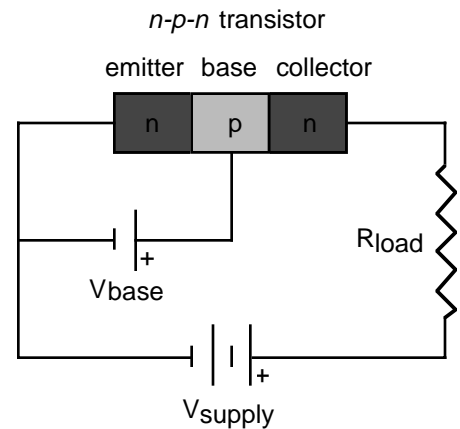 n-p-n transistor
emitter base collector
n p n
Rload
+
Vbase
+
Vsupply